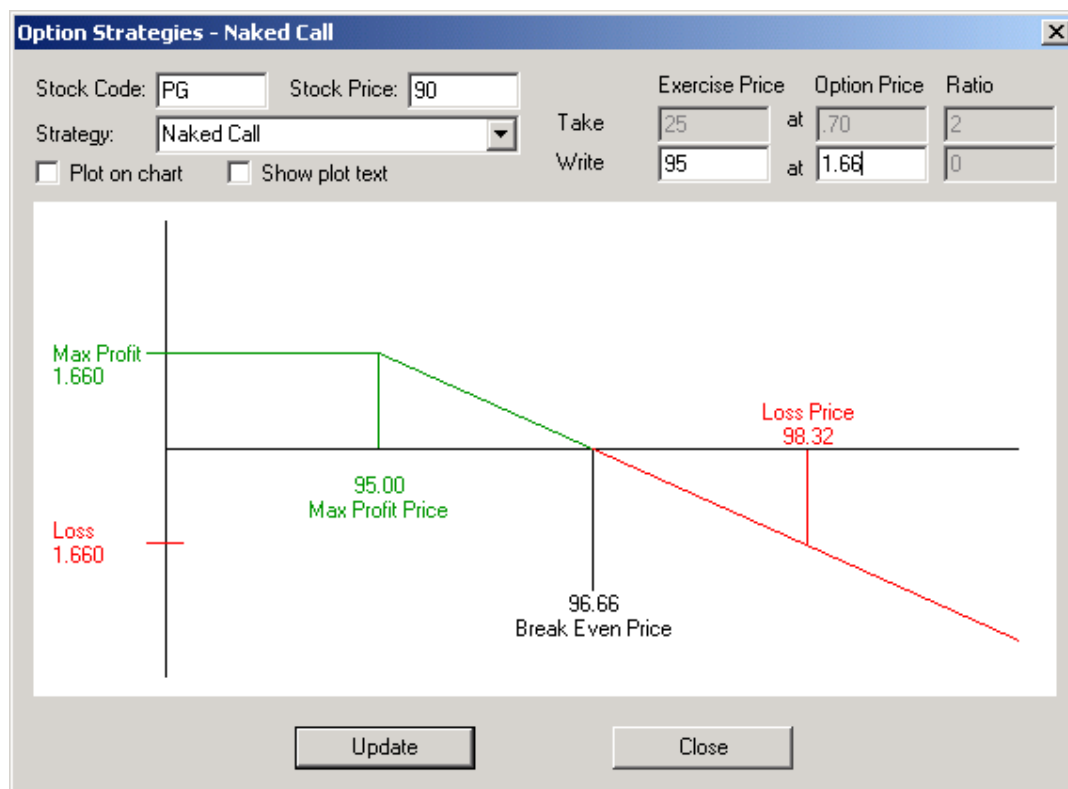 Option Strategies - Naked Call
Stock Code: PG Stock Price: 90
Exercise Price Option Price Ratio
Take 25 at .70 2
Strategy: Naked Call
Write 95 at 1.66 0
Plot on chart Show plot text
Max Profit
1.660
Loss Price
98.32
95.00
Max Profit Price
Loss
1.660
96.66
Break Even Price
Update Close